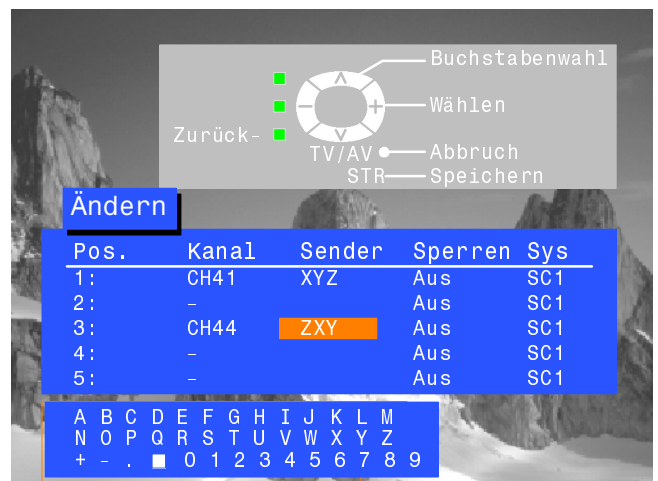 Buchstabenwahl
Wählen
Zurück-
TV/AV Abbruch
STR Speichern
Ändern
Pos. Kanal Sender Sperren Sys
1: CH41 XYZ Aus SC1
2: - Aus SC1
3: CH44 ZXY Aus SC1
4: - Aus SC1
5: - Aus SC1
A B C D E F G H I J K L M
N O P Q R S T U V W X Y Z
+ - . 0 1 2 3 4 5 6 7 8 9